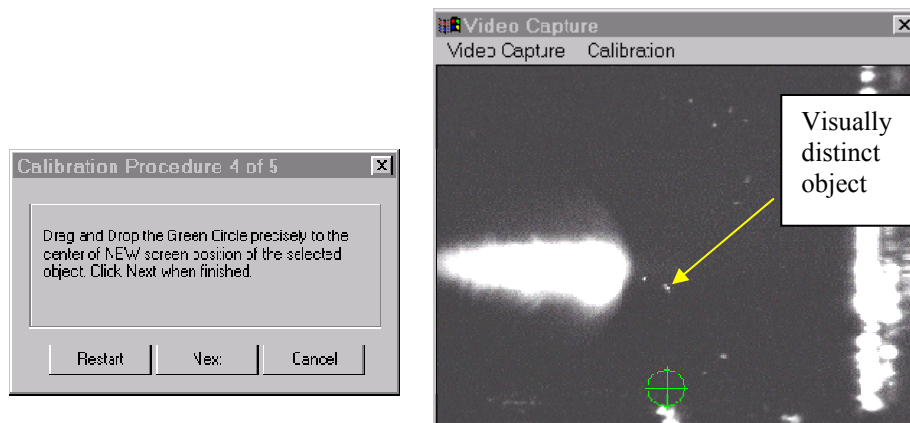 Calibration Procedure 4 of 5
Drag and Drop the Green Circle precisely to the
center of NEW screen position of the selected
object. Click Next when finished.
Restart Next Cancel
Video Capture
Video Capture Calibration
Visually
distinct
object